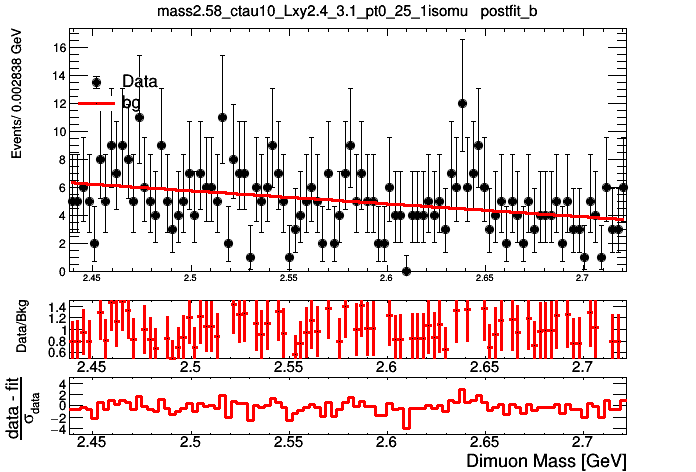 mass2.58_ctau10_Lxy2.4_3.1_pt0_25_1isomu postfit_b
Events/ 0.002838 GeV
16
14
12
10
8
6
4
2
0
Data
bg
2.45 2.5 2.55 2.6 2.65 2.7
Data/Bkg
1.4
1.2
1
0.8
0.6
2.45 2.5 2.55 2.6 2.65 2.7
data - fit
σdata
4
2
0
−2
−4
2.45 2.5 2.55 2.6 2.65 2.7
Dimuon Mass [GeV]